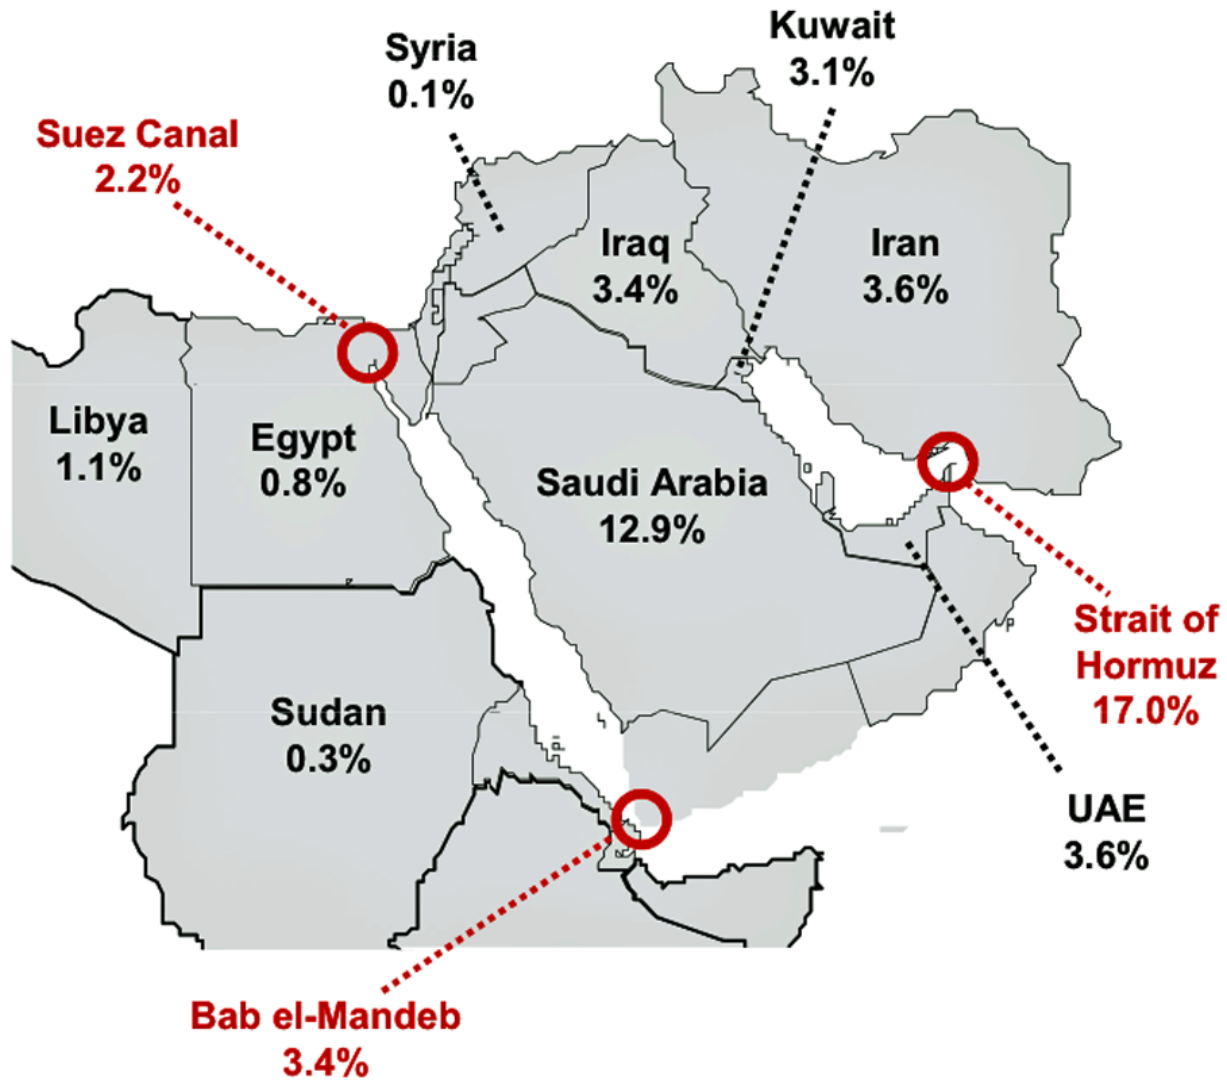 Kuwait
3.1%
Syria
0.1%
Suez Canal
2.2%
Iraq
3.4%
Iran
3.6%
Libya
1.1%
Egypt
0.8%
Saudi Arabia
12.9%
Strait of
Hormuz
17.0%
Sudan
0.3%
UAE
3.6%
Bab el-Mandeb
3.4%